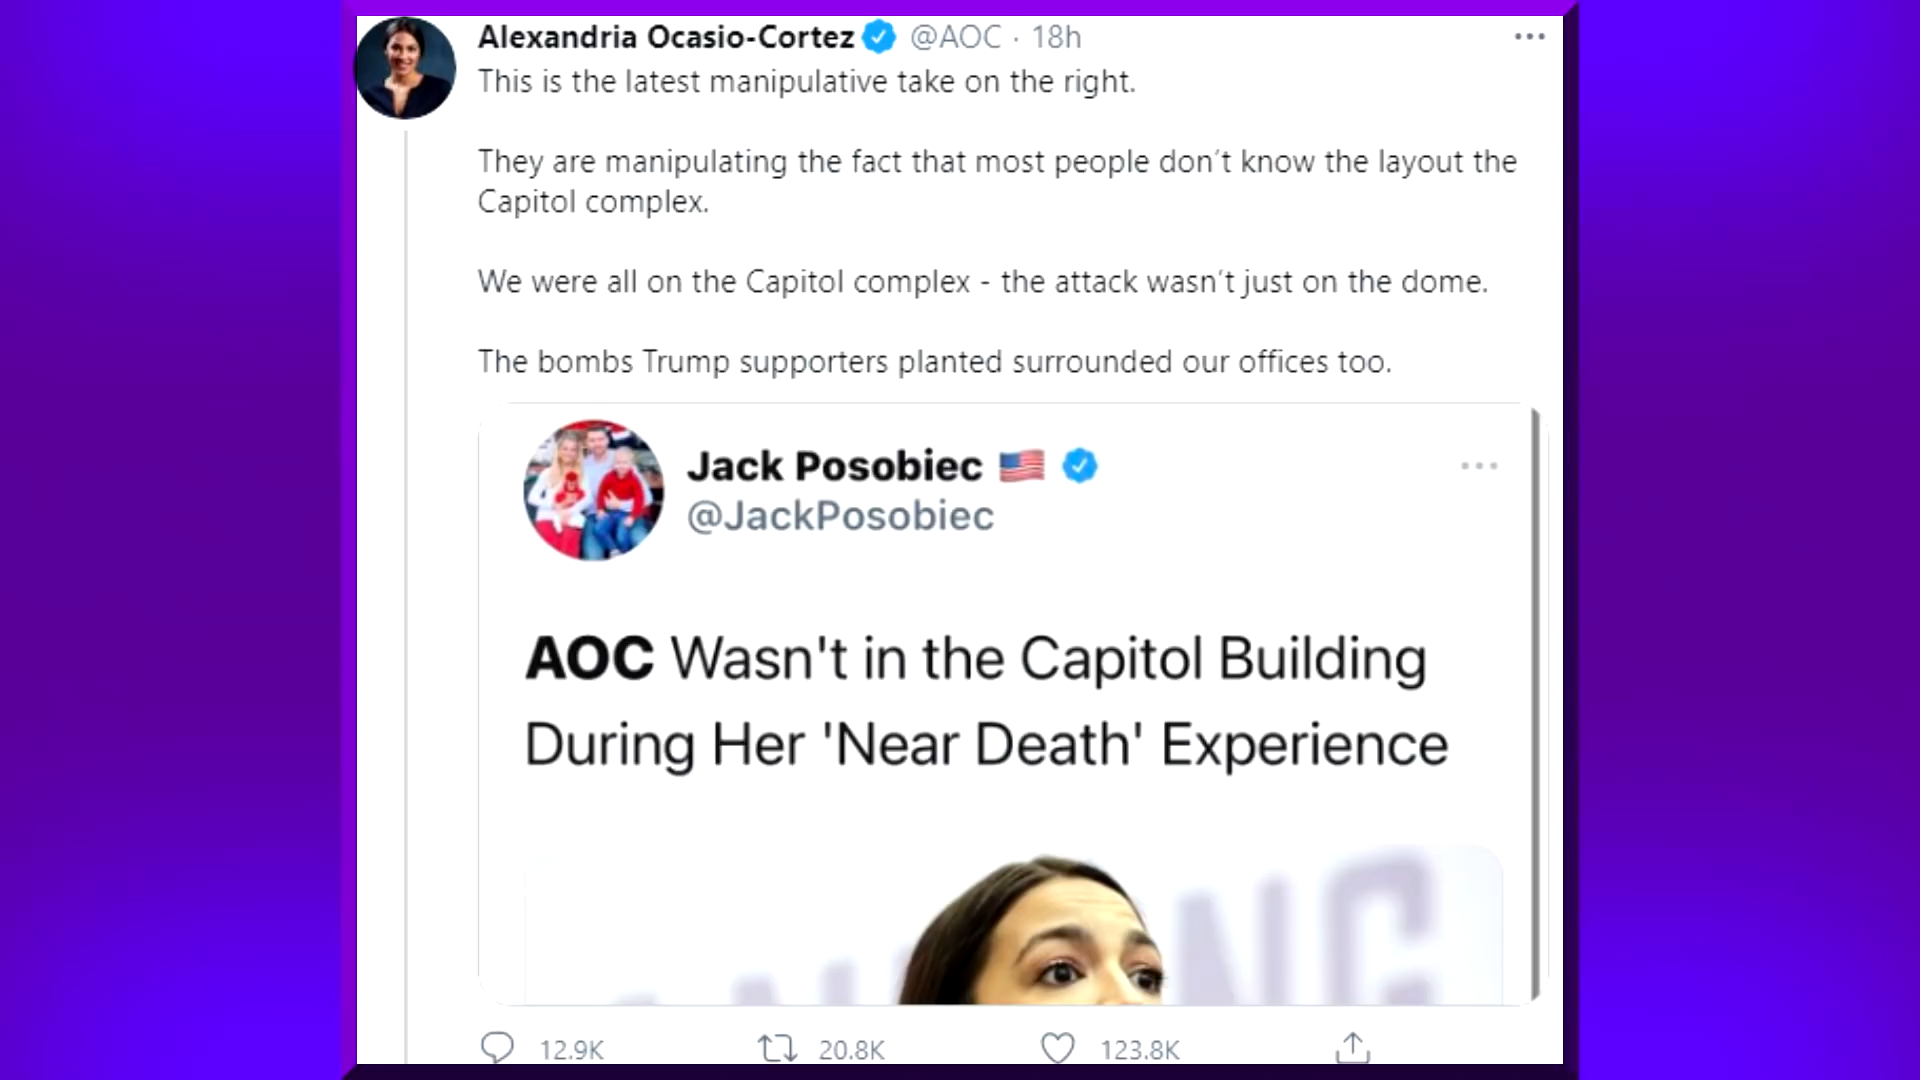 Alexandria Ocasio-Cortez @AOC · 18h
This is the latest manipulative take on the right.
They are manipulating the fact that most people don't know the layout the
Capitol complex.
We were all on the Capitol complex - the attack wasn't just on the dome.
The bombs Trump supporters planted surrounded our offices too.
Jack Posobiec
@JackPosobiec
AOC Wasn't in the Capitol Building
During Her 'Near Death' Experience
12.9K 20.8K 123.8K